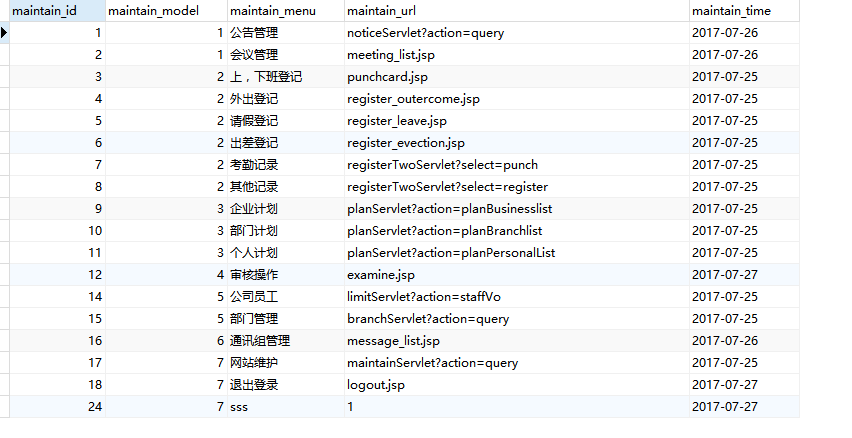 maintain_id maintain_model maintain_menu maintain_url maintain_time
1 1 公告管理 noticeServlet?action=query 2017-07-26
2 1 会议管理 meeting_list.jsp 2017-07-26
3 2 上，下班登记 punchcard.jsp 2017-07-25
4 2 外出登记 register_outercome.jsp 2017-07-25
5 2 请假登记 register_leave.jsp 2017-07-25
6 2 出差登记 register_evection.jsp 2017-07-25
7 2 考勤记录 registerTwoServlet?select=punch 2017-07-25
8 2 其他记录 registerTwoServlet?select=register 2017-07-25
9 3 企业计划 planServlet?action=planBusinesslist 2017-07-25
10 3 部门计划 planServlet?action=planBranchlist 2017-07-25
11 3 个人计划 planServlet?action=planPersonalList 2017-07-25
12 4 审核操作 examine.jsp 2017-07-27
14 5 公司员工 limitServlet?action=staffVo 2017-07-25
15 5 部门管理 branchServlet?action=query 2017-07-25
16 6 通讯组管理 message_list.jsp 2017-07-26
17 7 网站维护 maintainServlet?action=query 2017-07-25
18 7 退出登录 logout.jsp 2017-07-27
24 7 sss 1 2017-07-27